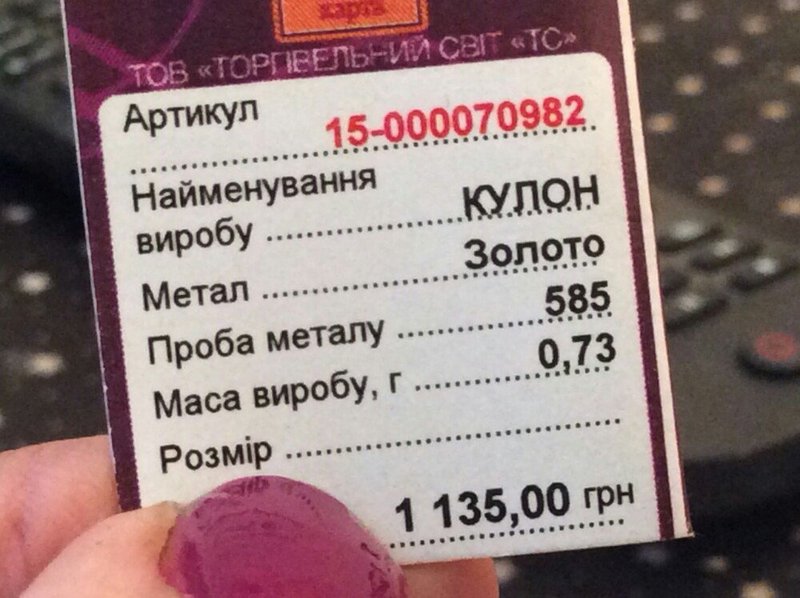 карта
ТОВ «ТОРГІВЕЛЬНИЙ СВІТ «ТС»
Артикул 15-000070982
Найменування
виробу КУЛОН
Метал Золото
Проба металу 585
Маса виробу, г 0,73
Розмір
1 135,00 грн